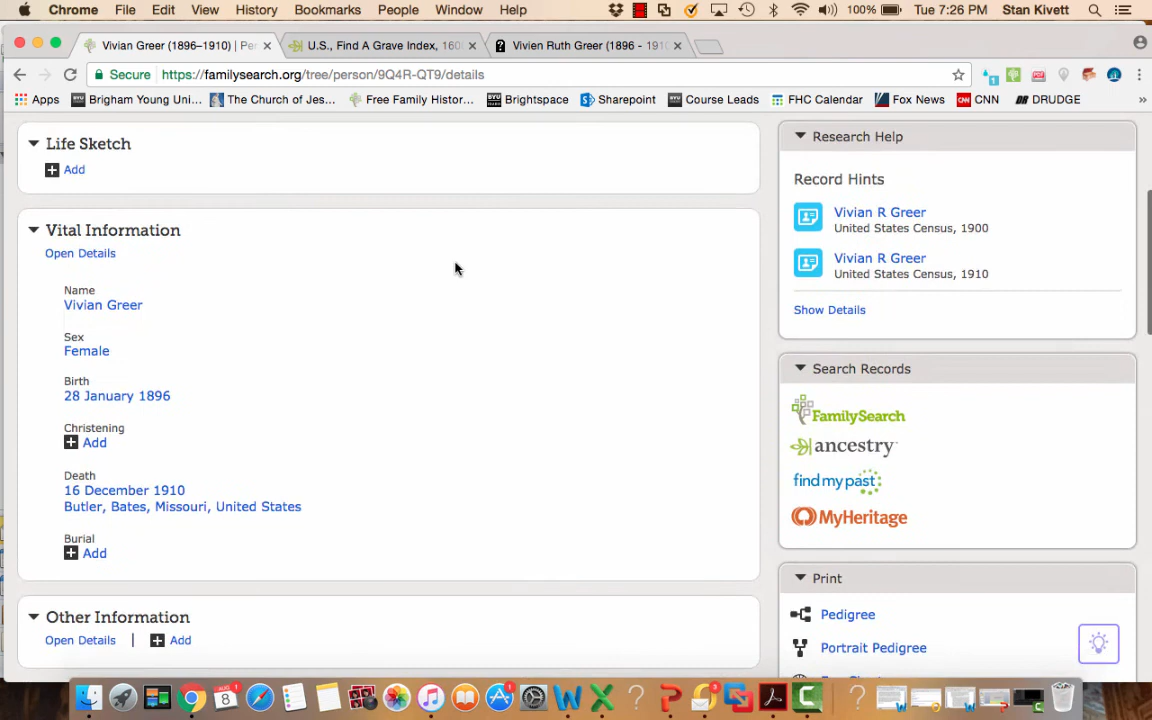 Chrome File Edit View History Bookmarks People Window Help 100% Tue 7:26 PM Stan Kivett
Vivian Greer (1896–1910) | Per
U.S., Find A Grave Index, 160
Vivien Ruth Greer (1896 - 191
Secure https://familysearch.org/tree/person/9Q4R-QT9/details
Apps Brigham Young Uni... The Church of Jes... Free Family Histor... Brightspace Sharepoint Course Leads FHC Calendar Fox News CNN DRUDGE »
Life Sketch
Add
Vital Information
Open Details
Name
Vivian Greer
Sex
Female
Birth
28 January 1896
Christening
Add
Death
16 December 1910
Butler, Bates, Missouri, United States
Burial
Add
Other Information
Open Details | Add
Research Help
Record Hints
Vivian R Greer
United States Census, 1900
Vivian R Greer
United States Census, 1910
Show Details
Search Records
FamilySearch
ancestry
findmypast
MyHeritage
Print
Pedigree
Portrait Pedigree